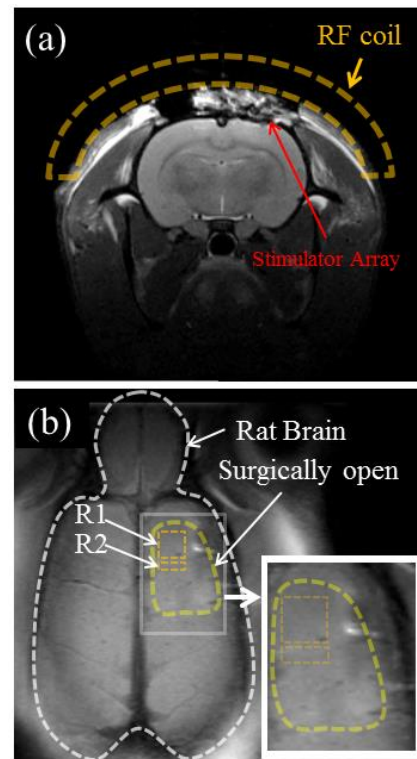 (a)
RF coil
Stimulator Array
(b)
Rat Brain
Surgically open
R1
R2